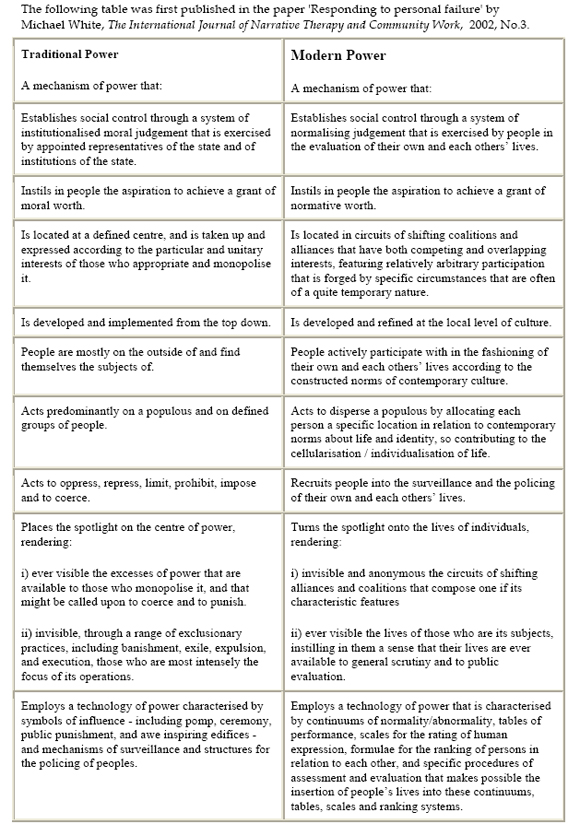 The following table was first published in the paper 'Responding to personal failure' by
Michael White, The International Journal of Narrative Therapy and Community Work, 2002, No.3.
Traditional Power
A mechanism of power that:
Modern Power
A mechanism of power that:
Establishes social control through a system of
institutionalised moral judgement that is exercised
by appointed representatives of the state and of
institutions of the state.
Establishes social control through a system of
normalising judgement that is exercised by people in
the evaluation of their own and each others' lives.
Instils in people the aspiration to achieve a grant of
moral worth.
Instils in people the aspiration to achieve a grant of
normative worth.
Is located at a defined centre, and is taken up and
expressed according to the particular and unitary
interests of those who appropriate and monopolise
it.
Is located in circuits of shifting coalitions and
alliances that have both competing and overlapping
interests, featuring relatively arbitrary participation
that is forged by specific circumstances that are often
of a quite temporary nature.
Is developed and implemented from the top down.
Is developed and refined at the local level of culture.
People are mostly on the outside of and find
themselves the subjects of.
People actively participate with in the fashioning of
their own and each others' lives according to the
constructed norms of contemporary culture.
Acts predominantly on a populous and on defined
groups of people.
Acts to disperse a populous by allocating each
person a specific location in relation to contemporary
norms about life and identity, so contributing to the
cellularisation / individualisation of life.
Acts to oppress, repress, limit, prohibit, impose
and to coerce.
Recruits people into the surveillance and the policing
of their own and each others' lives.
Places the spotlight on the centre of power,
rendering:
i) ever visible the excesses of power that are
available to those who monopolise it, and that
might be called upon to coerce and to punish.
ii) invisible, through a range of exclusionary
practices, including banishment, exile, expulsion,
and execution, those who are most intensely the
focus of its operations.
Turns the spotlight onto the lives of individuals,
rendering:
i) invisible and anonymous the circuits of shifting
alliances and coalitions that compose one if its
characteristic features
ii) ever visible the lives of those who are its subjects,
instilling in them a sense that their lives are ever
available to general scrutiny and to public
evaluation.
Employs a technology of power characterised by
symbols of influence - including pomp, ceremony,
public punishment, and awe inspiring edifices -
and mechanisms of surveillance and structures for
the policing of peoples.
Employs a technology of power that is characterised
by continuums of normality/abnormality, tables of
performance, scales for the rating of human
expression, formulae for the ranking of persons in
relation to each other, and specific procedures of
assessment and evaluation that makes possible the
insertion of people's lives into these continuums,
tables, scales and ranking systems.